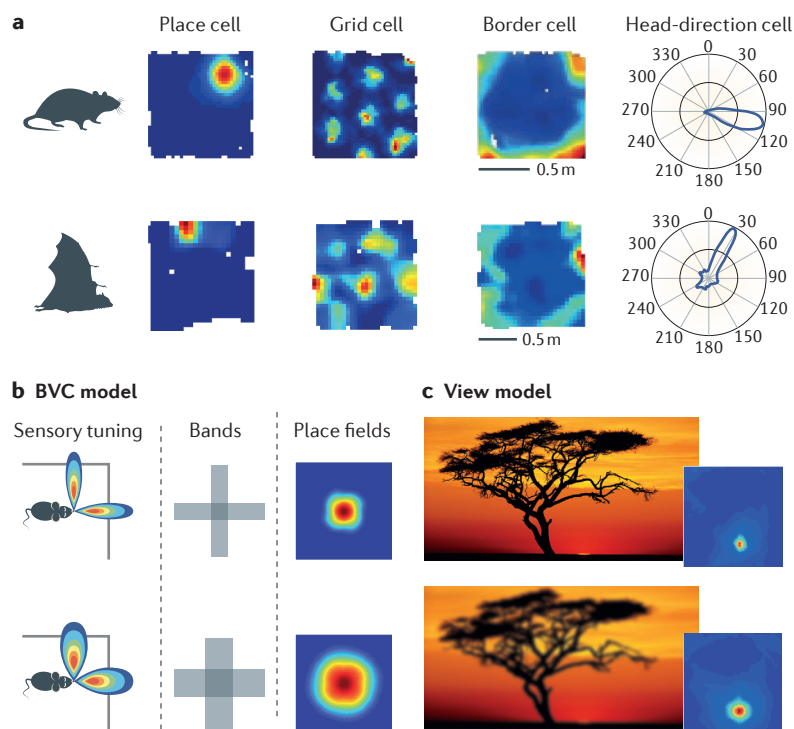 a
Place cell
Grid cell
Border cell
Head-direction cell
0
30
60
90
120
150
180
210
240
270
300
330
0.5 m
0
30
60
90
120
150
180
210
240
270
300
330
0.5 m
b BVC model
Sensory tuning
Bands
Place fields
c View model